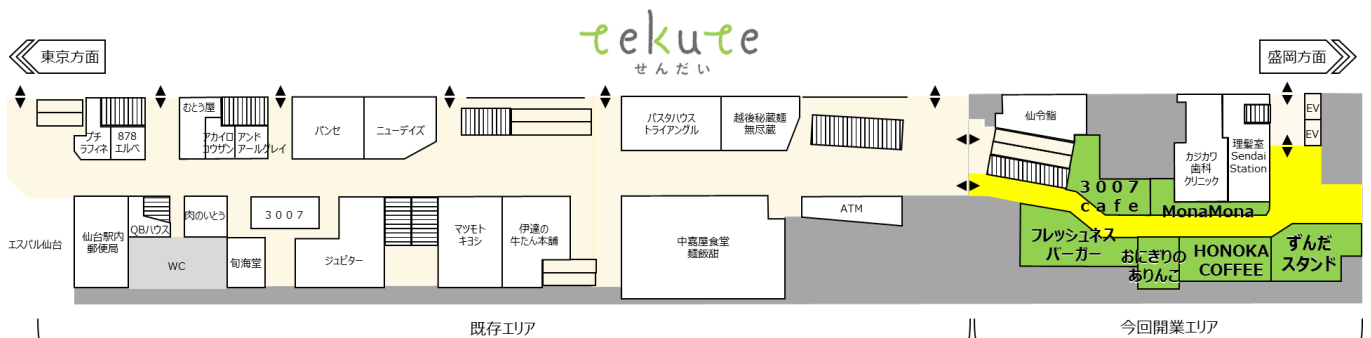 tekute
せんだい
東京方面
盛岡方面
プチ
ラフィネ
878
エルベ
むとう屋
アカイロ
コウザン
アンド
アールグレイ
パンセ
ニューデイズ
パスタハウス
トライアングル
越後秘蔵麺
無尽蔵
仙令鮨
カジカワ
歯科
クリニック
理髪室
Sendai
Station
EV
EV
エスパル仙台
仙台駅内
郵便局
QBハウス
WC
肉のいとう
旬海堂
3007
ジュピター
マツモト
キヨシ
伊達の
牛たん本舗
中嘉屋食堂
麺飯甜
ATM
3007
cafe
MonaMona
フレッシュネス
バーガー
おにぎりの
ありんこ
HONOKA
COFFEE
ずんだ
スタンド
既存エリア
今回開業エリア